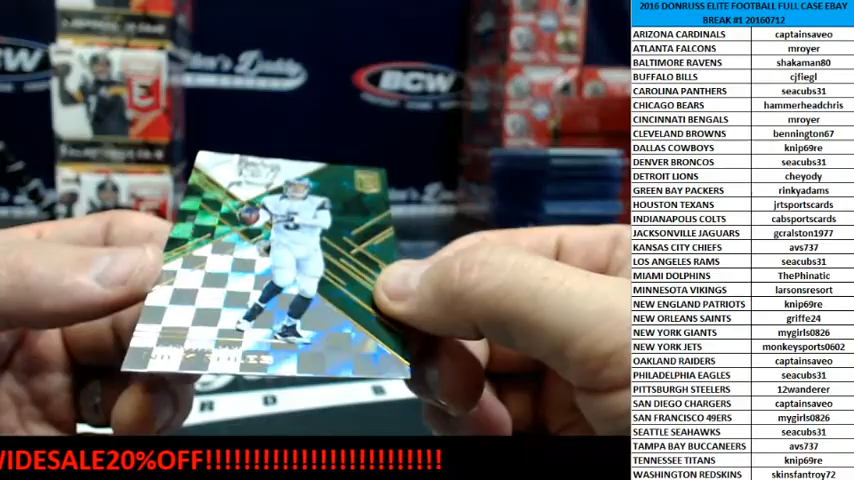 2016 DONRUSS ELITE FOOTBALL FULL CASE EBAY
BREAK #1 20160712
ARIZONA CARDINALS captainsaveo
ATLANTA FALCONS mroyer
BALTIMORE RAVENS shakaman80
BUFFALO BILLS cjfiegl
CAROLINA PANTHERS seacubs31
CHICAGO BEARS hammerheadchris
CINCINNATI BENGALS mroyer
CLEVELAND BROWNS bennington67
DALLAS COWBOYS knip69re
DENVER BRONCOS seacubs31
DETROIT LIONS cheyody
GREEN BAY PACKERS rinkyadams
HOUSTON TEXANS jrtsportscards
INDIANAPOLIS COLTS cabsportscards
JACKSONVILLE JAGUARS gcralston1977
KANSAS CITY CHIEFS avs737
LOS ANGELES RAMS seacubs31
MIAMI DOLPHINS ThePhinatic
MINNESOTA VIKINGS larsonsresort
NEW ENGLAND PATRIOTS knip69re
NEW ORLEANS SAINTS griffe24
NEW YORK GIANTS mygirls0826
NEW YORK JETS monkeysports0602
OAKLAND RAIDERS captainsaveo
PHILADELPHIA EAGLES seacubs31
PITTSBURGH STEELERS 12wanderer
SAN DIEGO CHARGERS captainsaveo
SAN FRANCISCO 49ERS mygirls0826
SEATTLE SEAHAWKS seacubs31
TAMPA BAY BUCCANEERS avs737
TENNESSEE TITANS knip69re
WASHINGTON REDSKINS skinsfantroy72
BCW
WIDESALE20%OFF!!!!!!!!!!!!!!!!!!!!!!!!!!